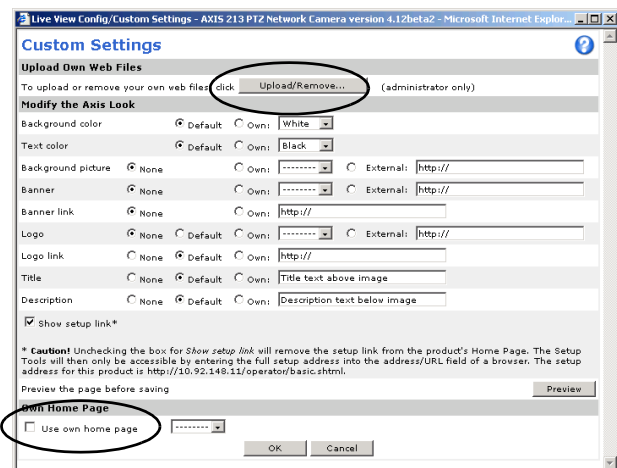 Live View Config/Custom Settings - AXIS 213 PTZ Network Camera version 4.12beta2 - Microsoft Internet Explor...
Custom Settings
Upload Own Web Files
To upload or remove your own web files, click Upload/Remove... (administrator only)
Modify the Axis Look
Background color Default Own: White
Text color Default Own: Black
Background picture None Own: -------- External: http://
Banner None Own: -------- External: http://
Banner link None Own: http://
Logo None Default Own: -------- External: http://
Logo link None Default Own: http://
Title None Default Own: Title text above image
Description None Default Own: Description text below image
Show setup link*
* Caution! Unchecking the box for Show setup link will remove the setup link from the product's Home Page. The Setup
Tools will then only be accessible by entering the full setup address into the address/URL field of a browser. The setup
address for this product is http://10.92.148.11/operator/basic.shtml.
Preview the page before saving Preview
Own Home Page
Use own home page --------
OK Cancel